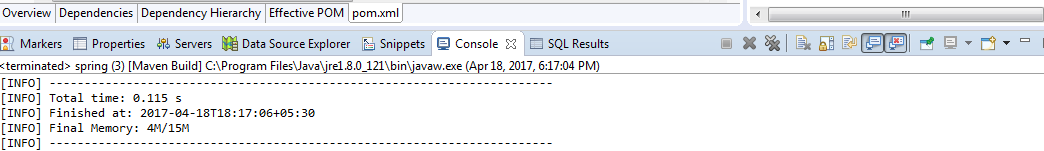 Overview Dependencies Dependency Hierarchy Effective POM pom.xml
Markers Properties Servers Data Source Explorer Snippets Console SQL Results
<terminated> spring (3) [Maven Build] C:\Program Files\Java\jre1.8.0_121\bin\javaw.exe (Apr 18, 2017, 6:17:04 PM)
[INFO] ------------------------------------------------------------------------
[INFO] Total time: 0.115 s
[INFO] Finished at: 2017-04-18T18:17:06+05:30
[INFO] Final Memory: 4M/15M
[INFO] ------------------------------------------------------------------------